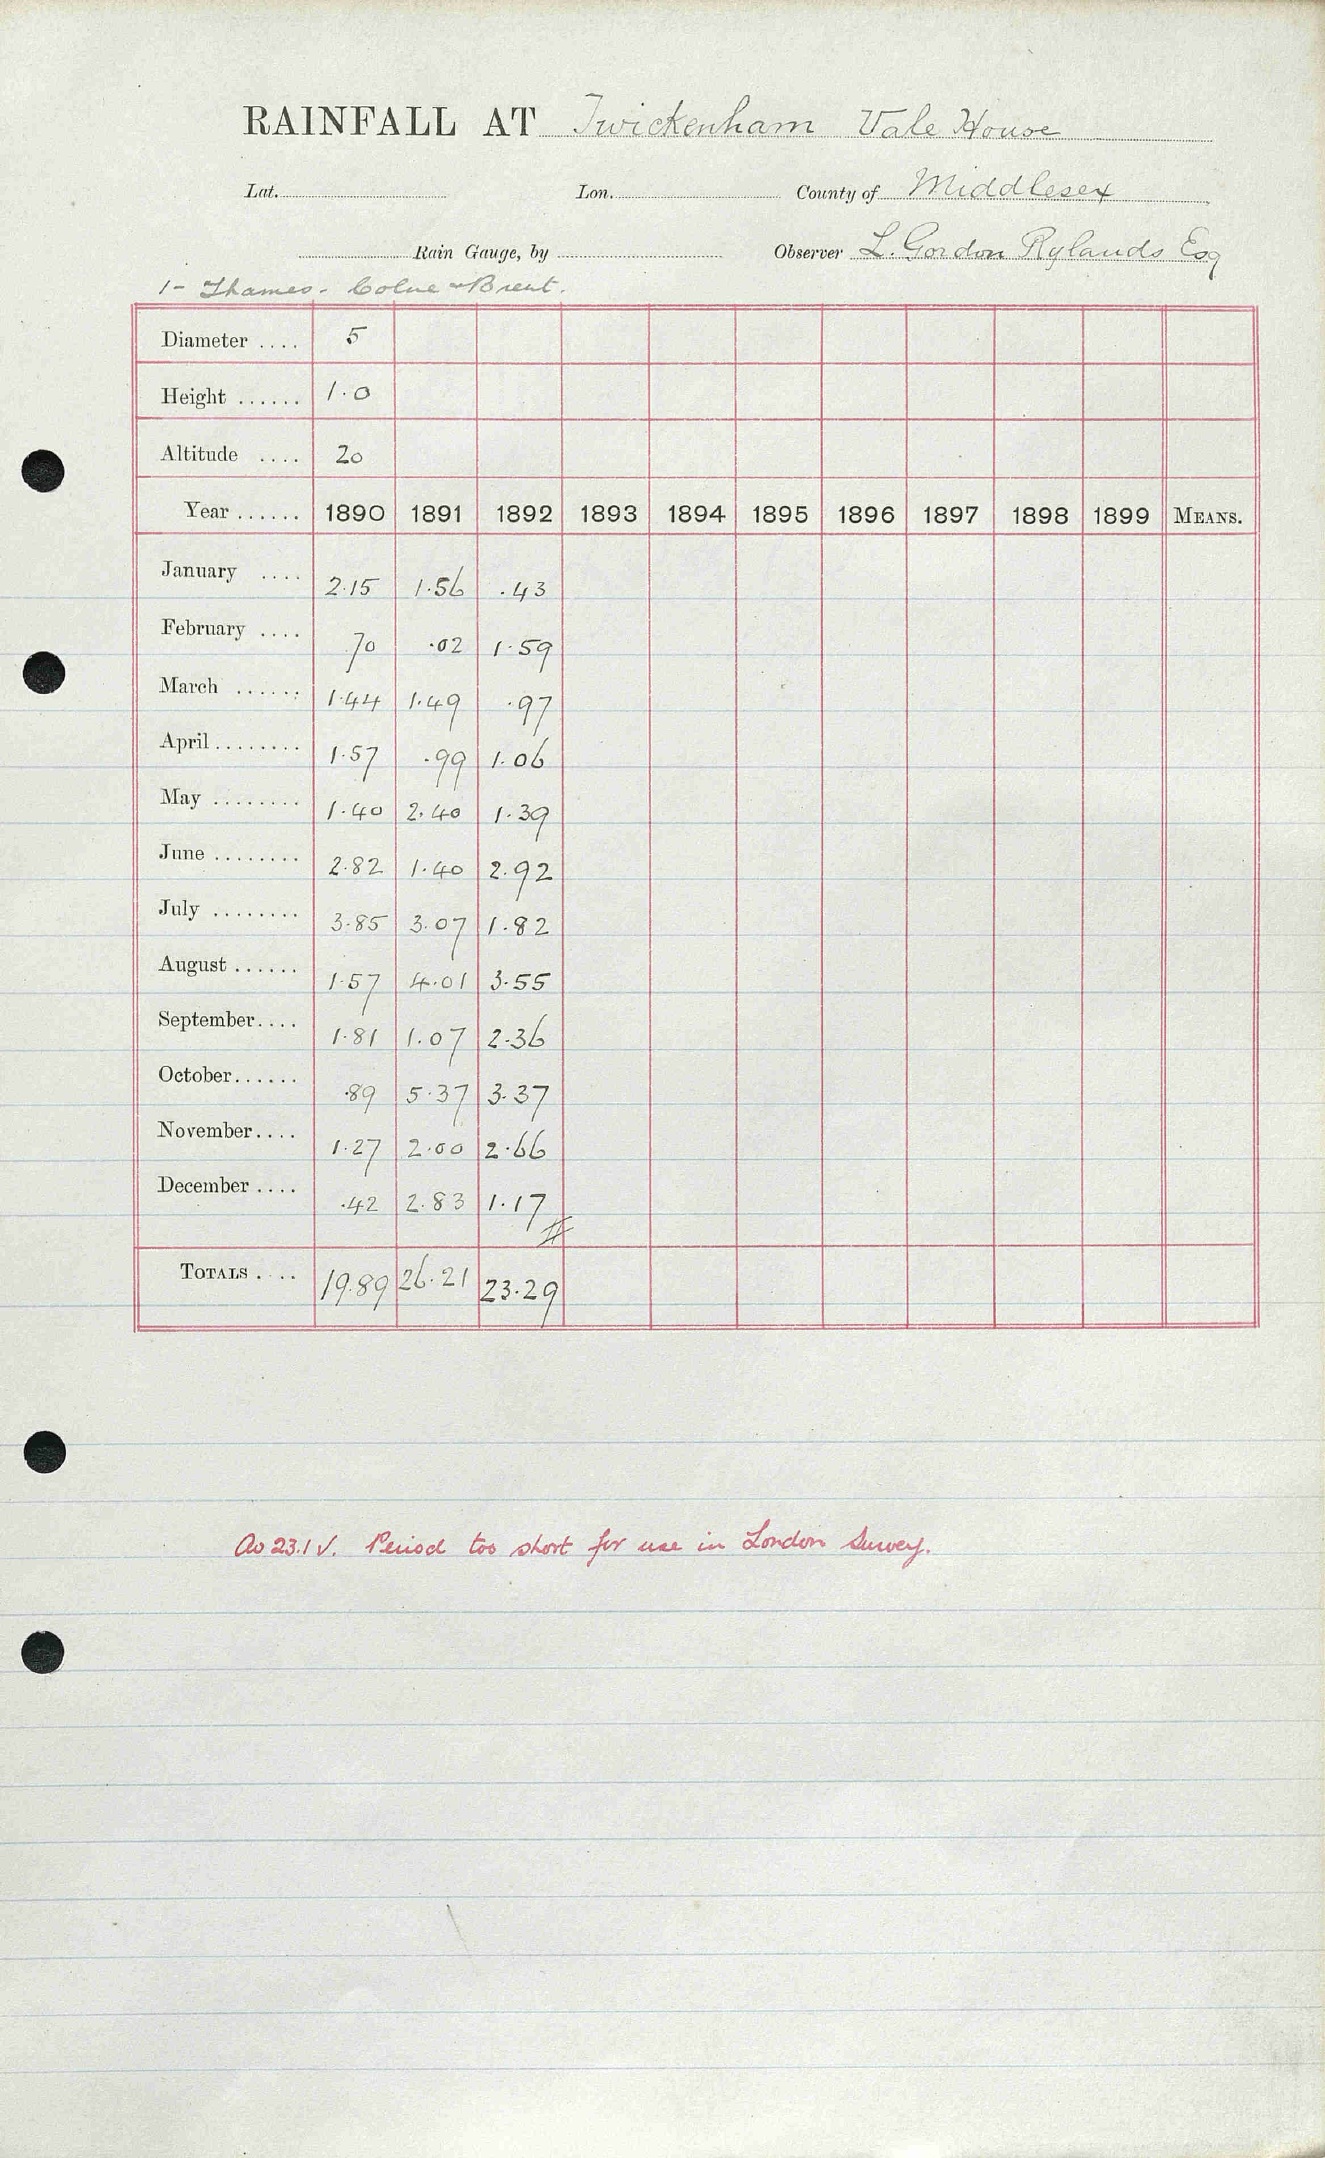 RAINFALL AT Twickenham Vale House
Lat. Lon. County of Middlesex
Rain Gauge, by Observer L. Gordon Rylands Esq
1- Thames - Colne & Brent.
Diameter .... 5
Height ...... 1.0
Altitude .... 20
Year ...... 1890 1891 1892 1893 1894 1895 1896 1897 1898 1899 MEANS.
January .... 2.15 1.56 .43
February .... .70 .02 1.59
March ...... 1.44 1.49 .97
April ........ 1.57 .99 1.06
May ........ 1.40 2.40 1.39
June ........ 2.82 1.40 2.92
July ........ 3.85 3.07 1.82
August ...... 1.57 4.01 3.55
September.... 1.81 1.07 2.36
October...... .89 5.37 3.37
November.... 1.27 2.00 2.66
December .... .42 2.83 1.17
TOTALS .... 19.89 26.21 23.29
Av 23.1 √. Period too short for use in London Survey.